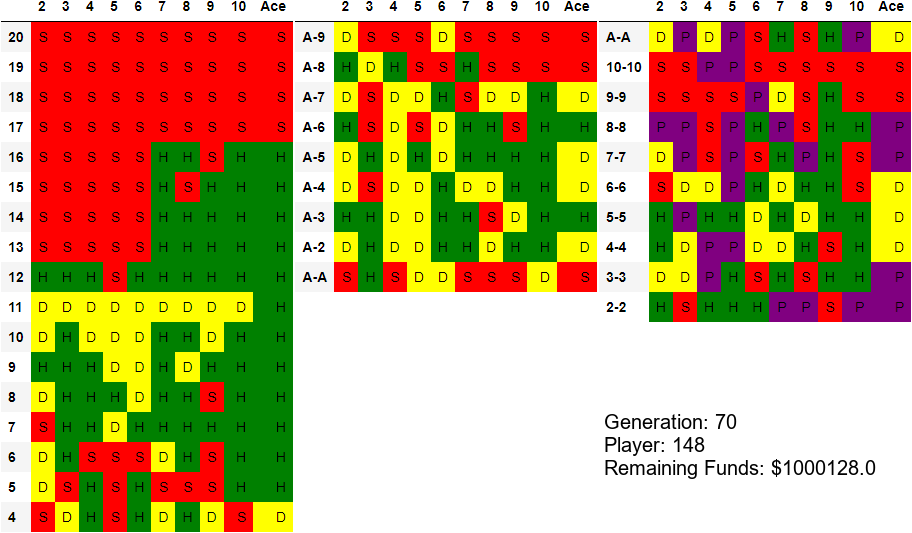 2 3 4 5 6 7 8 9 10 Ace
20 S S S S S S S S S S
19 S S S S S S S S S S
18 S S S S S S S S S S
17 S S S S S S S S S S
16 S S S S S H H S H H
15 S S S S S H S H H H
14 S S S S S H H H H H
13 S S S S S H H H H H
12 H H H S H H H H H H
11 D D D D D D D D D H
10 D H D D D H H D H H
9 H H H D D H D H H H
8 D H H H D H H S H H
7 S H H D H H H H H H
6 D H S S S D H S H H
5 D S H S H S S S H H
4 S D H S H D H D S D
2 3 4 5 6 7 8 9 10 Ace
A-9 D S S S D S S S S S
A-8 H D H S S H S S S S
A-7 D S D D H S D D H D
A-6 H S D S D H H S H H
A-5 D H D H D H H H H D
A-4 D S D D H D D H H D
A-3 H H D D H H S D H H
A-2 D H D D H H D H H D
A-A S H S D D S S S D S
2 3 4 5 6 7 8 9 10 Ace
A-A D P D P S H S H P D
10-10 S S P P S S S S S S
9-9 S S S S P D S H S S
8-8 P P S P H P S H H P
7-7 D P S P S H P H S P
6-6 S D D P H D H H S D
5-5 H P H H D H D H H D
4-4 H D P P D D H S H D
3-3 D D P H S H S H H P
2-2 H S H H H P P S P P
Generation: 70
Player: 148
Remaining Funds: $1000128.0